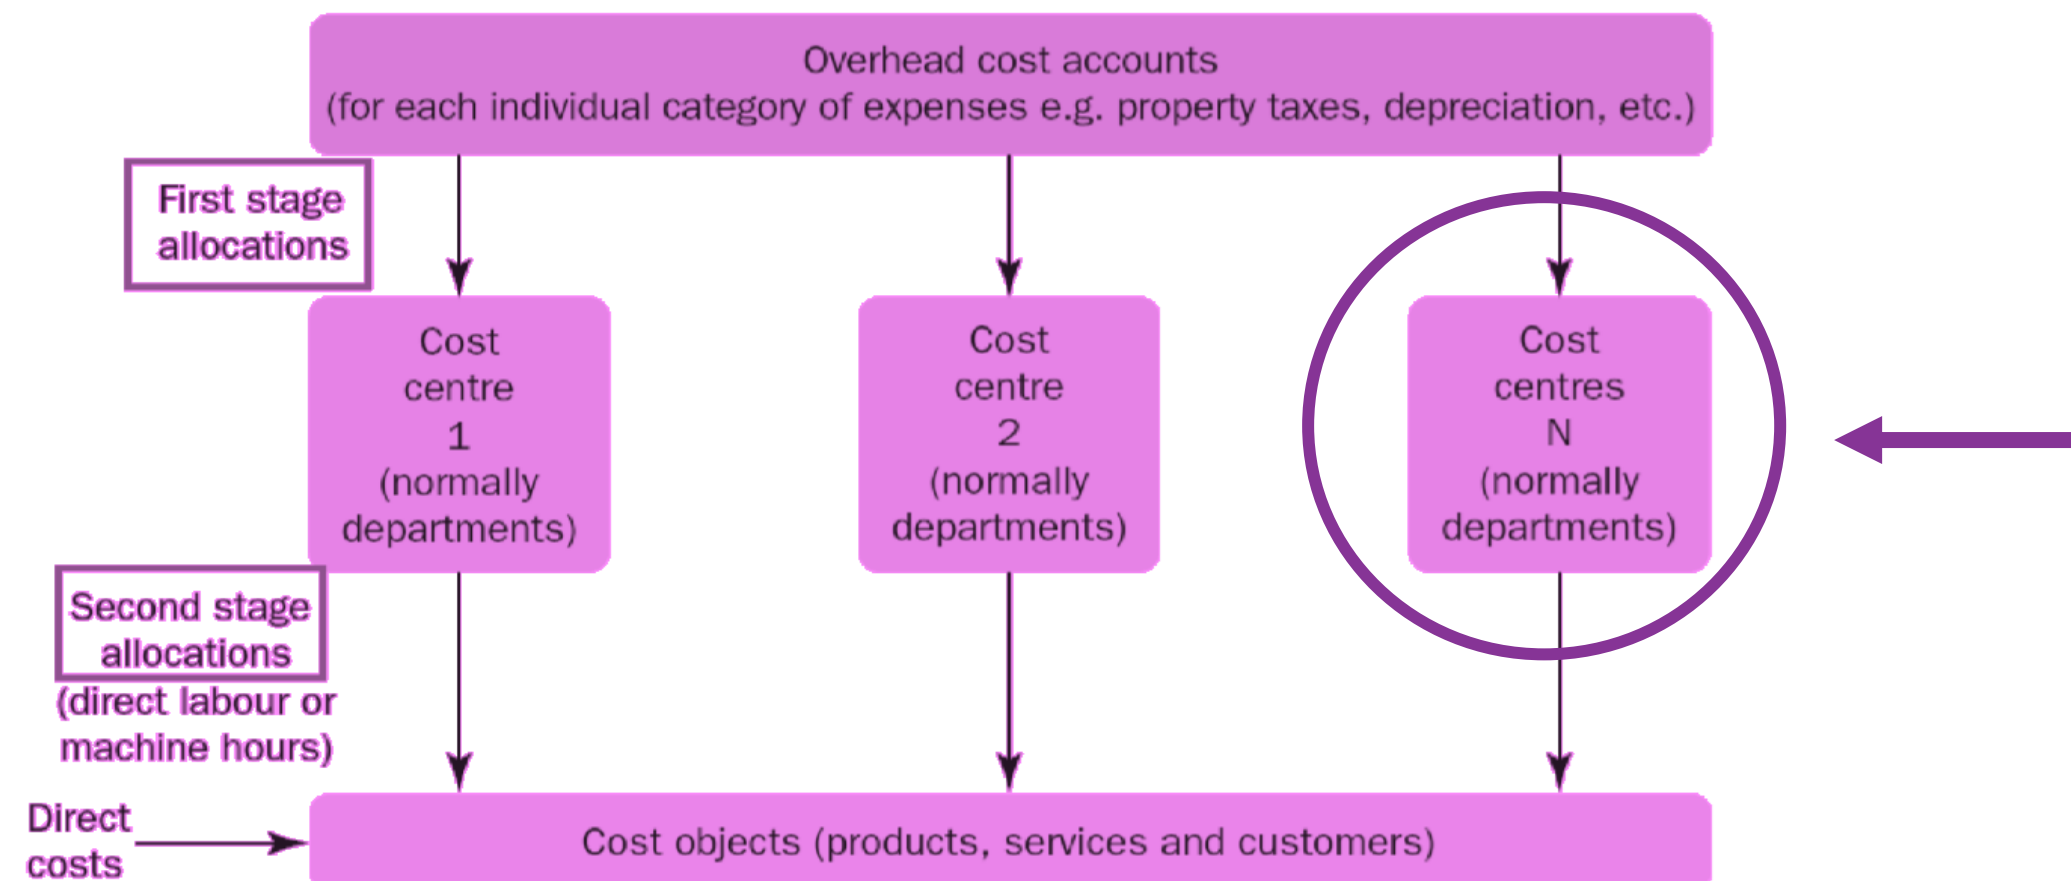 Overhead cost accounts
(for each individual category of expenses e.g. property taxes, depreciation, etc.)
First stage
allocations
Cost
centre
1
(normally
departments)
Cost
centre
2
(normally
departments)
Cost
centres
N
(normally
departments)
Second stage
allocations
(direct labour or
machine hours)
Direct
costs
Cost objects (products, services and customers)